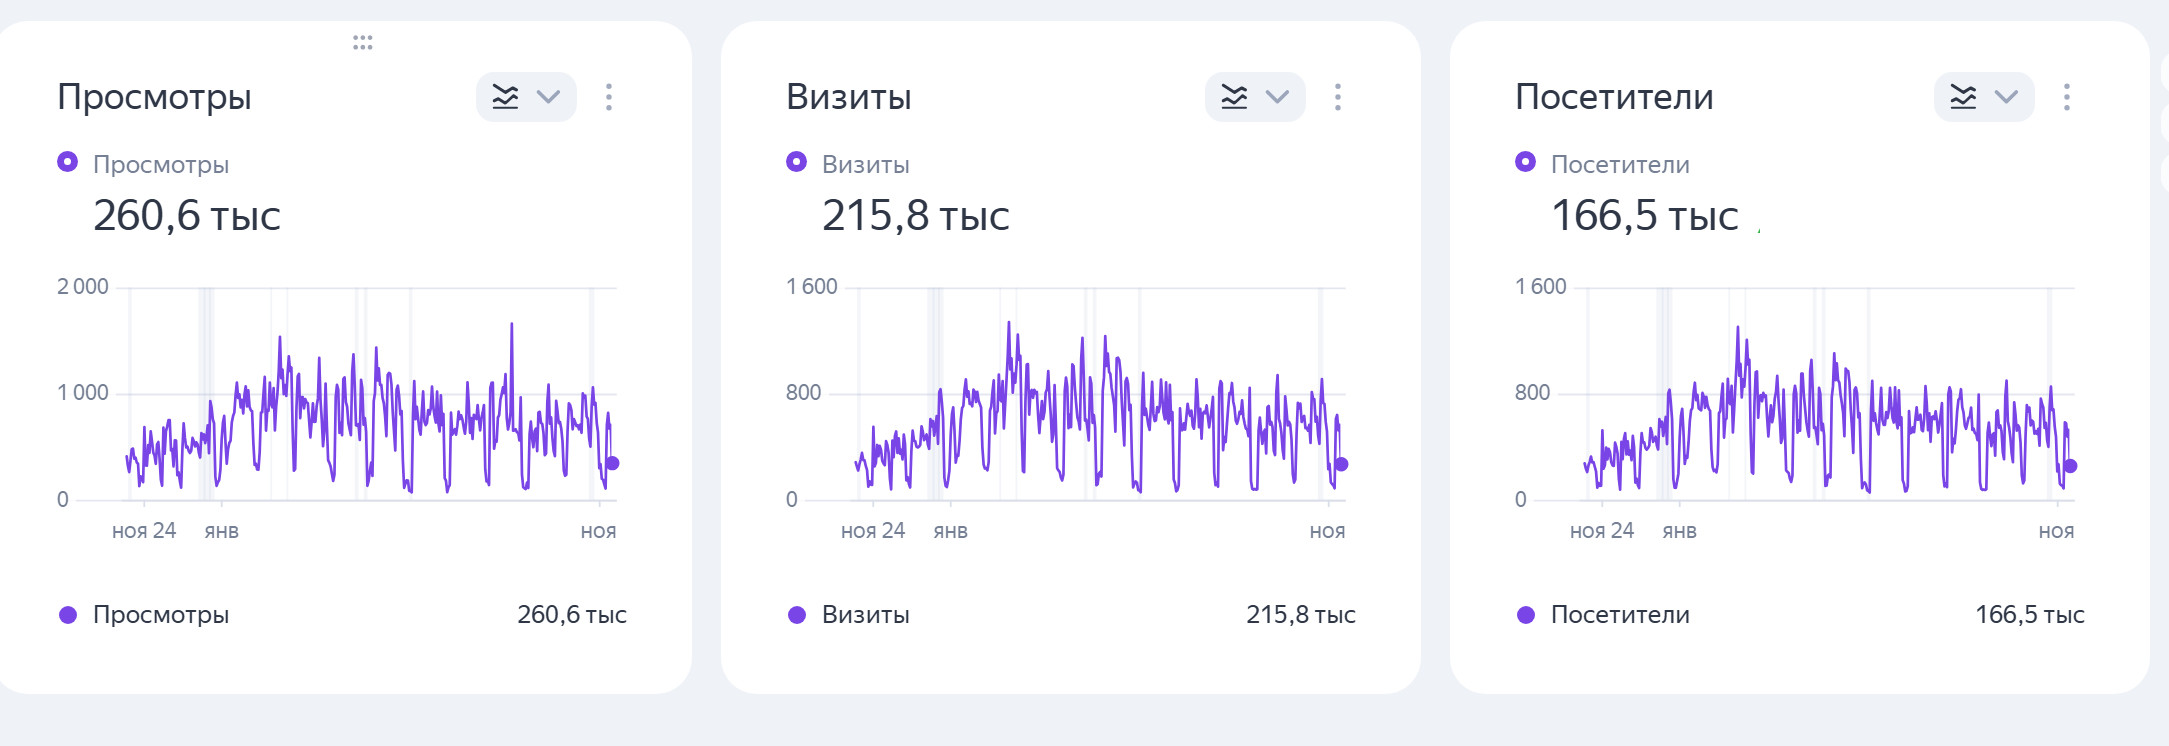 Просмотры
Просмотры
260,6 тыс
2 000
1 000
0
ноя 24 янв ноя
Просмотры 260,6 тыс
Визиты
Визиты
215,8 тыс
1 600
800
0
ноя 24 янв ноя
Визиты 215,8 тыс
Посетители
Посетители
166,5 тыс
1 600
800
0
ноя 24 янв ноя
Посетители 166,5 тыс